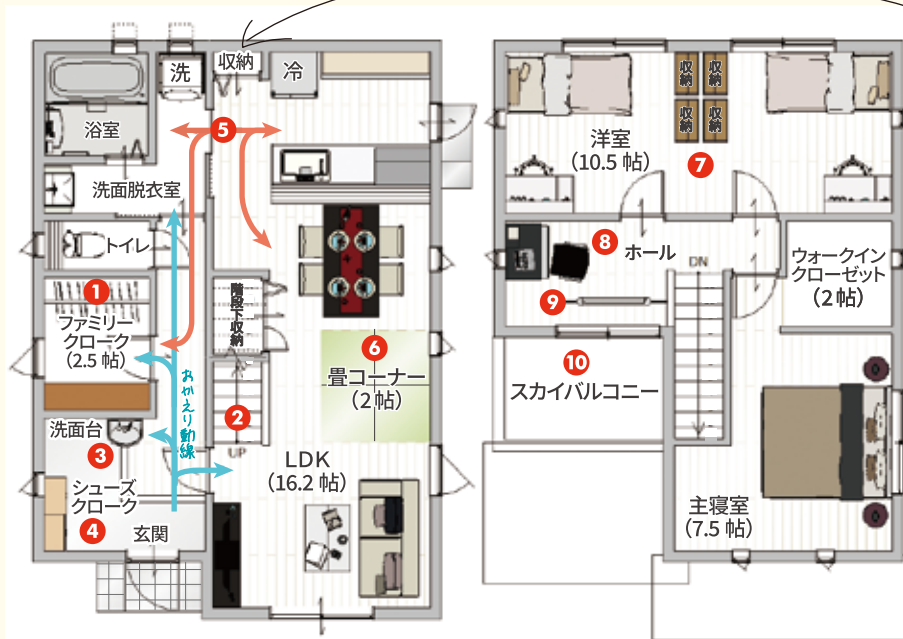 収納
洗
冷
浴室
5
洗面脱衣室
トイレ
1
ファミリー
クローク
(2.5 帖)
階段下収納
6
畳コーナー
(2 帖)
おかえり動線
2
UP
洗面台
3
LDK
(16.2 帖)
シューズ
クローク
4
玄関
収納
収納
収納
収納
洋室
(10.5 帖)
7
8
ホール
DN
ウォークイン
クローゼット
(2 帖)
9
10
スカイバルコニー
主寝室
(7.5 帖)